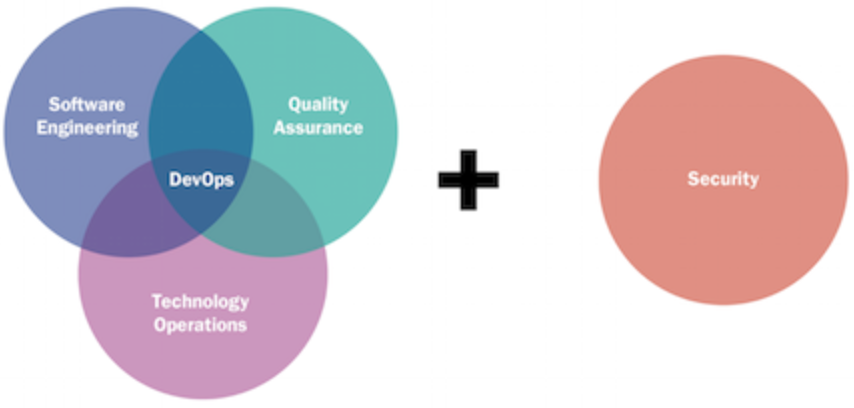 Software
Engineering
Quality
Assurance
DevOps
Technology
Operations
+
Security